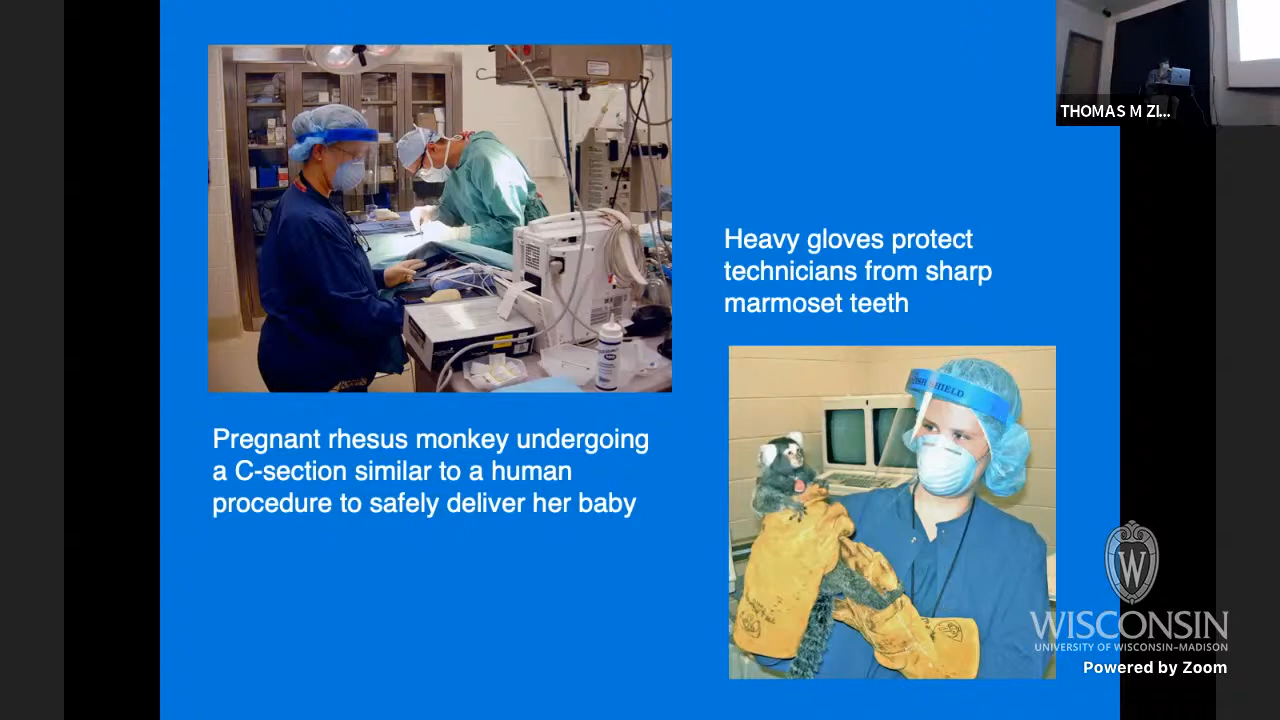 THOMAS M ZI...
Heavy gloves protect
technicians from sharp
marmoset teeth
Pregnant rhesus monkey undergoing
a C-section similar to a human
procedure to safely deliver her baby
SHIELD
W
WISCONSIN
UNIVERSITY OF WISCONSIN–MADISON
Powered by Zoom